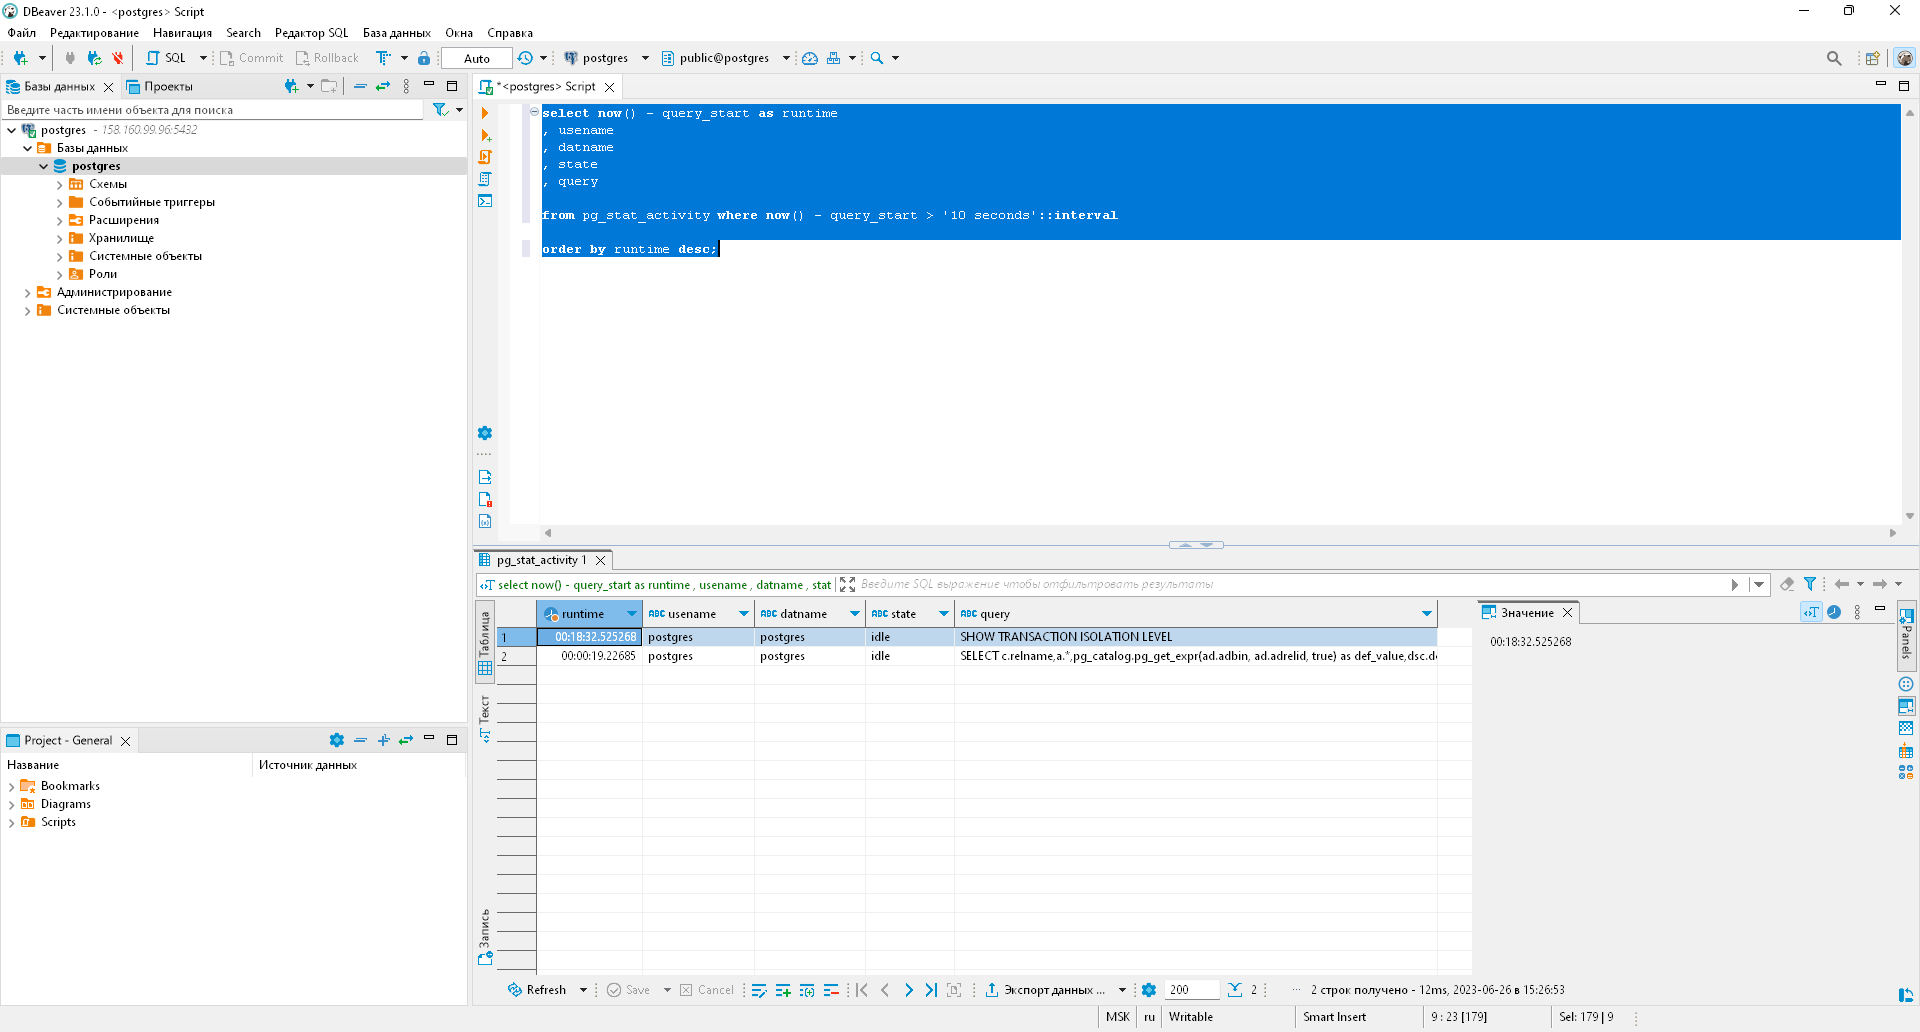 DBeaver 23.1.0 - <postgres> Script
Файл Редактирование Навигация Search Редактор SQL База данных Окна Справка
SQL Commit Rollback Auto postgres public@postgres
Базы данных Проекты
Введите часть имени объекта для поиска
postgres - 158.160.99.96:5432
Базы данных
postgres
Схемы
Событийные триггеры
Расширения
Хранилище
Системные объекты
Роли
Администрирование
Системные объекты
Project - General
Название Источник данных
Bookmarks
Diagrams
Scripts
*<postgres> Script
select now() - query_start as runtime
, usename
, datname
, state
, query
from pg_stat_activity where now() - query_start > '10 seconds'::interval
order by runtime desc;
pg_stat_activity 1
select now() - query_start as runtime , usename , datname , stat
Введите SQL выражение чтобы отфильтровать результаты
Таблица
Текст
Запись
runtime ABC usename ABC datname ABC state ABC query
1 00:18:32.525268 postgres postgres idle SHOW TRANSACTION ISOLATION LEVEL
2 00:00:19.22685 postgres postgres idle SELECT c.relname,a.*,pg_catalog.pg_get_expr(ad.adbin, ad.adrelid, true) as def_value,dsc.de
Значение
00:18:32.525268
Panels
Refresh Save Cancel Экспорт данных ... 200 2 2 строк получено - 12ms, 2023-06-26 в 15:26:53
MSK ru Writable Smart Insert 9 : 23 [179] Sel: 179 | 9